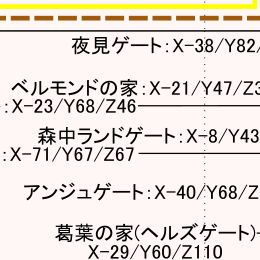 夜見ゲート：X-38/Y82/
ベルモンドの家：X-21/Y47/Z3
：X-23/Y68/Z46
森中ランドゲート：X-8/Y43
：X-71/Y67/Z67
アンジュゲート：X-40/Y68/Z
葛葉の家(ヘルズゲート)
X-29/Y60/Z110